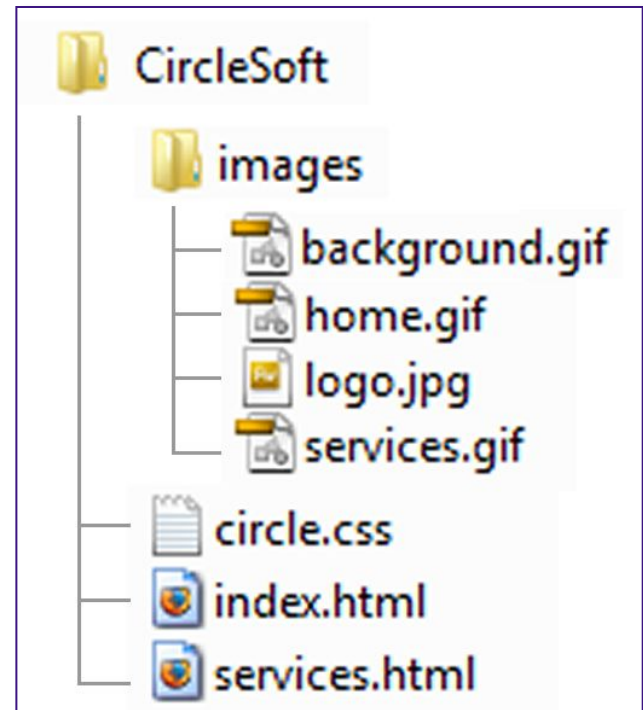 CircleSoft
images
background.gif
home.gif
logo.jpg
services.gif
circle.css
index.html
services.html